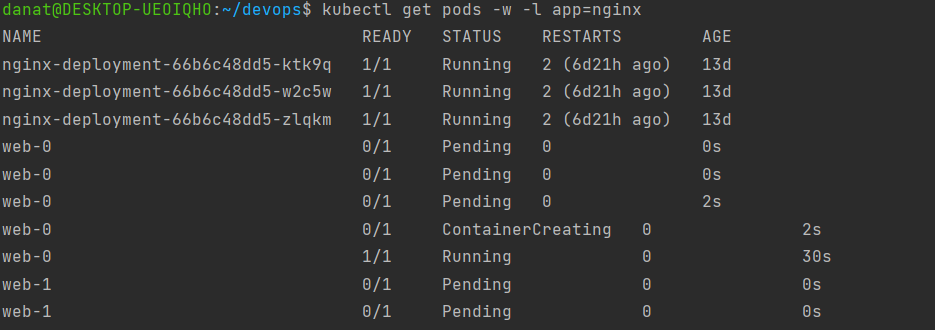 danat@DESKTOP-UEOIQHO:~/devops$ kubectl get pods -w -l app=nginx
NAME                                READY   STATUS    RESTARTS        AGE
nginx-deployment-66b6c48dd5-ktk9q   1/1     Running   2 (6d21h ago)   13d
nginx-deployment-66b6c48dd5-w2c5w   1/1     Running   2 (6d21h ago)   13d
nginx-deployment-66b6c48dd5-zlqkm   1/1     Running   2 (6d21h ago)   13d
web-0                               0/1     Pending   0               0s
web-0                               0/1     Pending   0               0s
web-0                               0/1     Pending   0               2s
web-0                               0/1     ContainerCreating   0               2s
web-0                               1/1     Running             0               30s
web-1                               0/1     Pending             0               0s
web-1                               0/1     Pending             0               0s